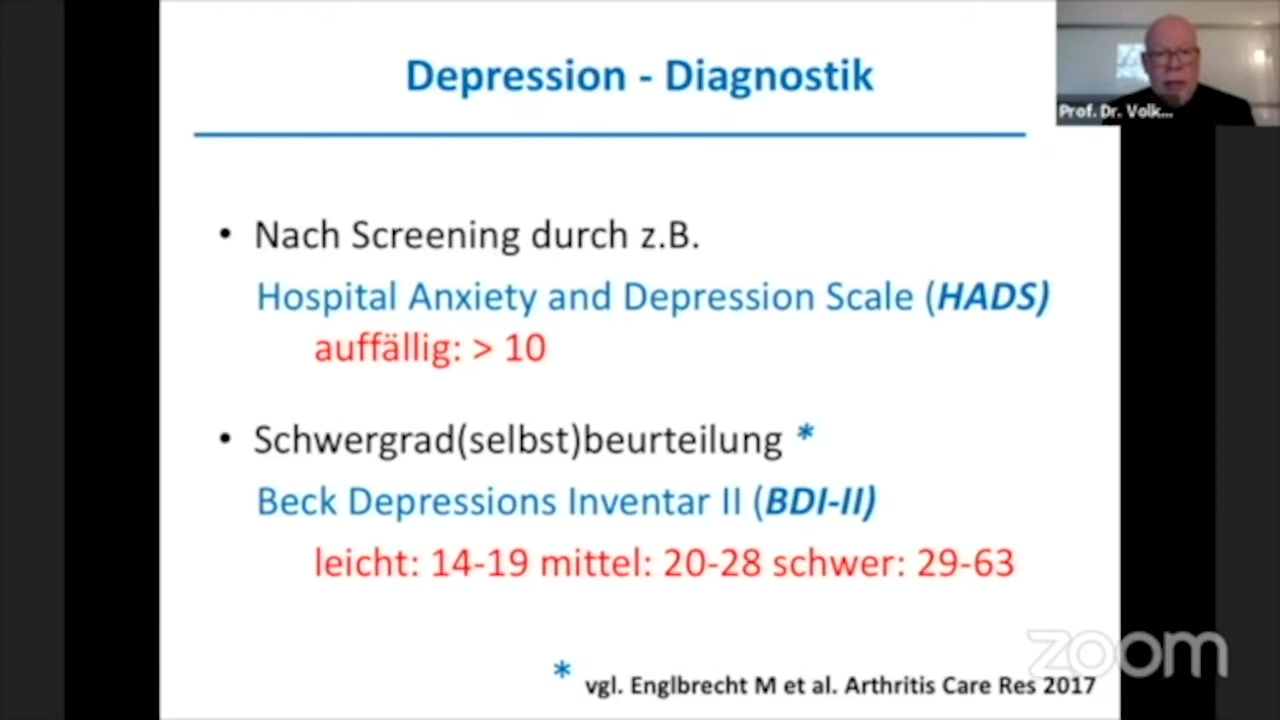 Depression - Diagnostik
Prof. Dr. Volk...
• Nach Screening durch z.B.
Hospital Anxiety and Depression Scale (HADS)
auffällig: > 10
• Schwergrad(selbst)beurteilung *
Beck Depressions Inventar II (BDI-II)
leicht: 14-19 mittel: 20-28 schwer: 29-63
* vgl. Englbrecht M et al. Arthritis Care Res 2017
zoom